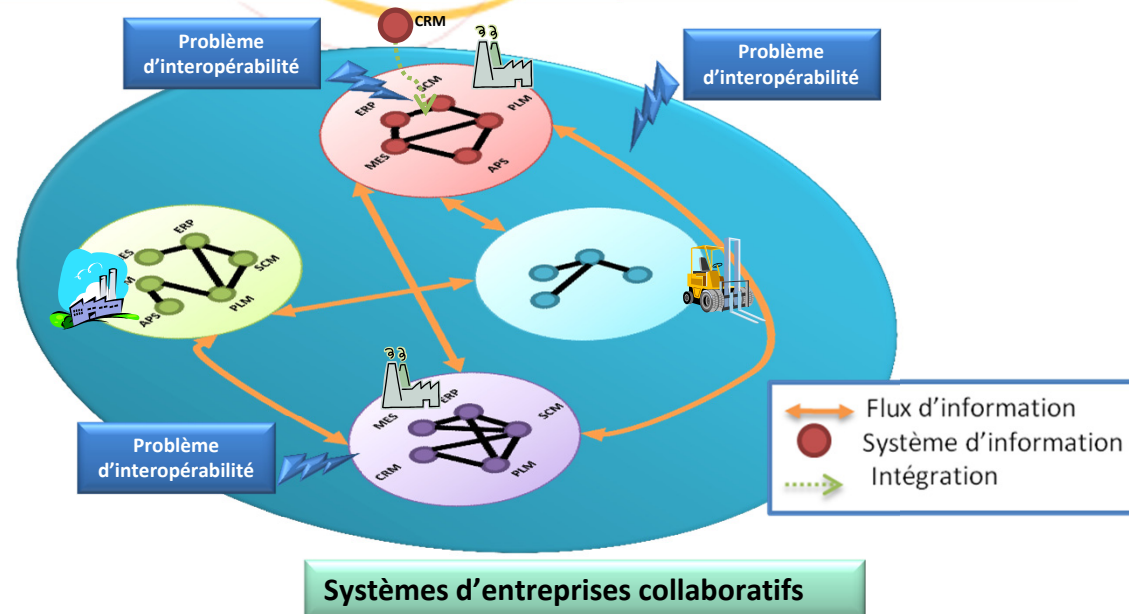 CRM
Problème
d'interopérabilité
Problème
d'interopérabilité
SCM
ERP
PLM
MES
APS
ERP
ES
SCM
M
PLM
APS
ERP
MES
SCM
CRM
PLM
Problème
d'interopérabilité
Flux d'information
Système d'information
Intégration
Systèmes d'entreprises collaboratifs